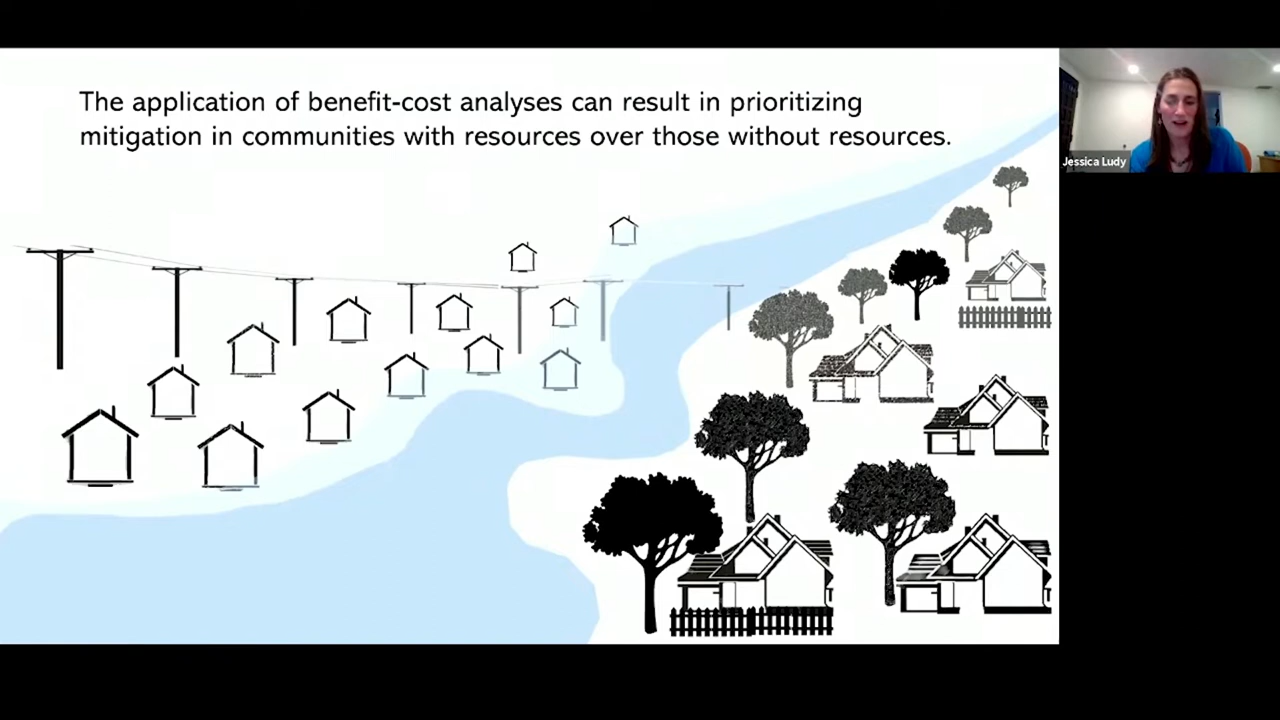 The application of benefit-cost analyses can result in prioritizing
mitigation in communities with resources over those without resources.
Jessica Ludy